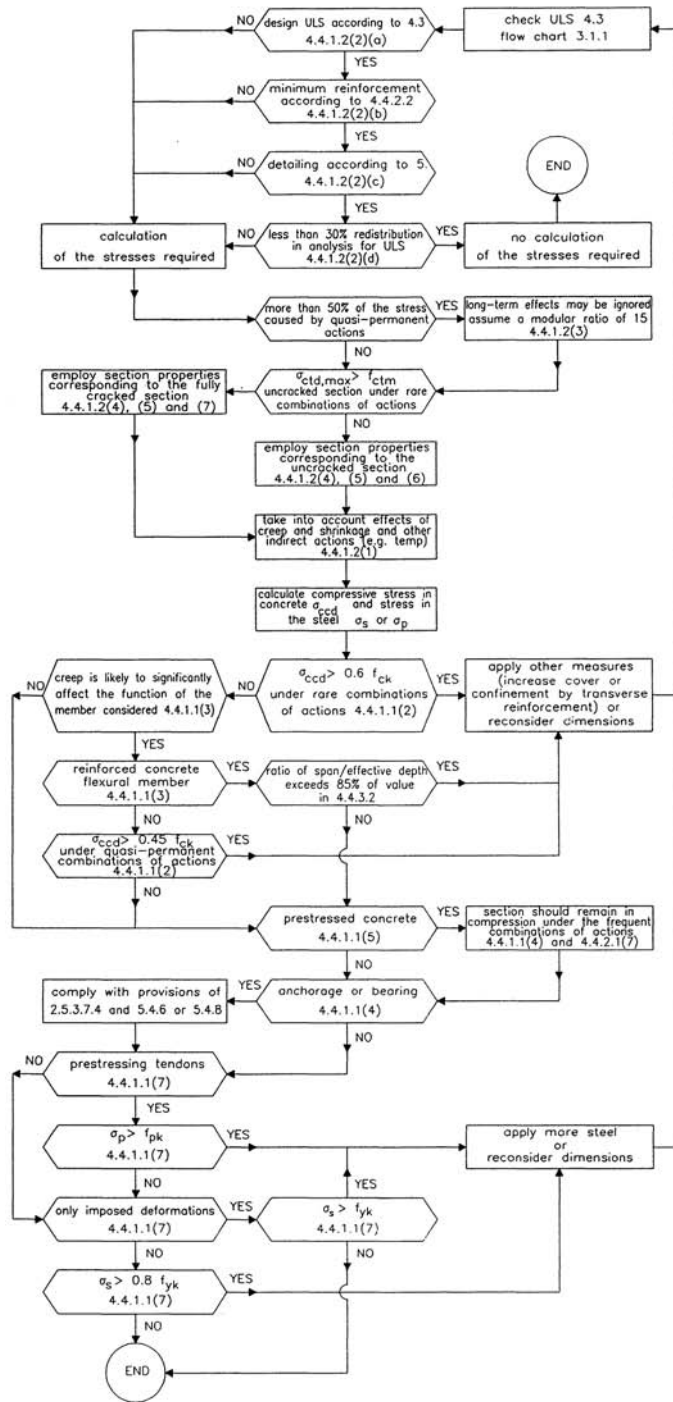 NO
design ULS according to 4.3
4.4.1.2(2)(a)
check ULS 4.3
flow chart 3.1.1
YES
NO
minimum reinforcement
according to 4.4.2.2
4.4.1.2(2)(b)
YES
NO
detailing according to 5.
4.4.1.2(2)(c)
END
YES
calculation
of the stresses required
NO
less than 30% redistribution
in analysis for ULS
4.4.1.2(2)(d)
YES
no calculation
of the stresses required
more than 50% of the stress
caused by quasi-permanent
actions
YES
long-term effects may be ignored
assume a modular ratio of 15
4.4.1.2(3)
NO
employ section properties
corresponding to the fully
cracked section
4.4.1.2(4), (5) and (7)
YES
σctd,max> fctm
uncracked section under rare
combinations of actions
NO
employ section properties
corresponding to the
uncracked section
4.4.1.2(4), (5) and (6)
take into account effects of
creep and shrinkage and other
indirect actions (e.g. temp)
4.4.1.2(1)
calculate compressive stress in
concrete σccd and stress in
the steel σs or σp
NO
creep is likely to significantly
affect the function of the
member considered 4.4.1.1(3)
NO
σccd> 0.6 fck
under rare combinations
of actions 4.4.1.1(2)
YES
apply other measures
(increase cover or
confinement by transverse
reinforcement) or
reconsider dimensions
YES
reinforced concrete
flexural member
4.4.1.1(3)
YES
ratio of span/effective depth
exceeds 85% of value
in 4.4.3.2
YES
NO
NO
σccd> 0.45 fck
under quasi-permanent
combinations of actions
4.4.1.1(2)
YES
NO
prestressed concrete
4.4.1.1(5)
YES
section should remain in
compression under the frequent
combinations of actions
4.4.1.1(4) and 4.4.2.1(7)
NO
comply with provisions of
2.5.3.7.4 and 5.4.6 or 5.4.8
YES
anchorage or bearing
4.4.1.1(4)
NO
NO
prestressing tendons
4.4.1.1(7)
YES
σp> fpk
4.4.1.1(7)
YES
apply more steel
or
reconsider dimensions
NO
YES
only imposed deformations
4.4.1.1(7)
YES
σs> fyk
4.4.1.1(7)
NO
NO
σs> 0.8 fyk
4.4.1.1(7)
YES
NO
END